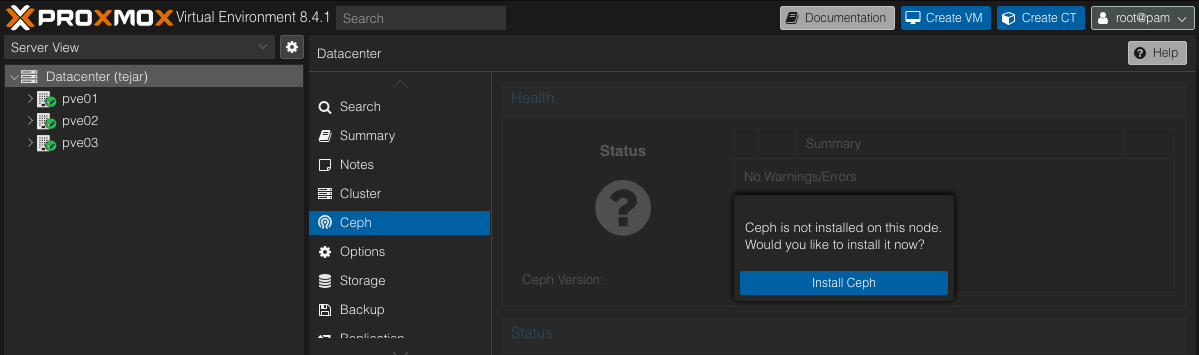 PROXMOX Virtual Environment 8.4.1 Search Documentation Create VM Create CT root@pam
Server View
Datacenter Help
Datacenter (tejar)
pve01
pve02
pve03
Search
Summary
Notes
Cluster
Ceph
Options
Storage
Backup
Replication
Health
Status
Summary
No Warnings/Errors
Ceph is not installed on this node.
Would you like to install it now?
Install Ceph
Ceph Version:
Status